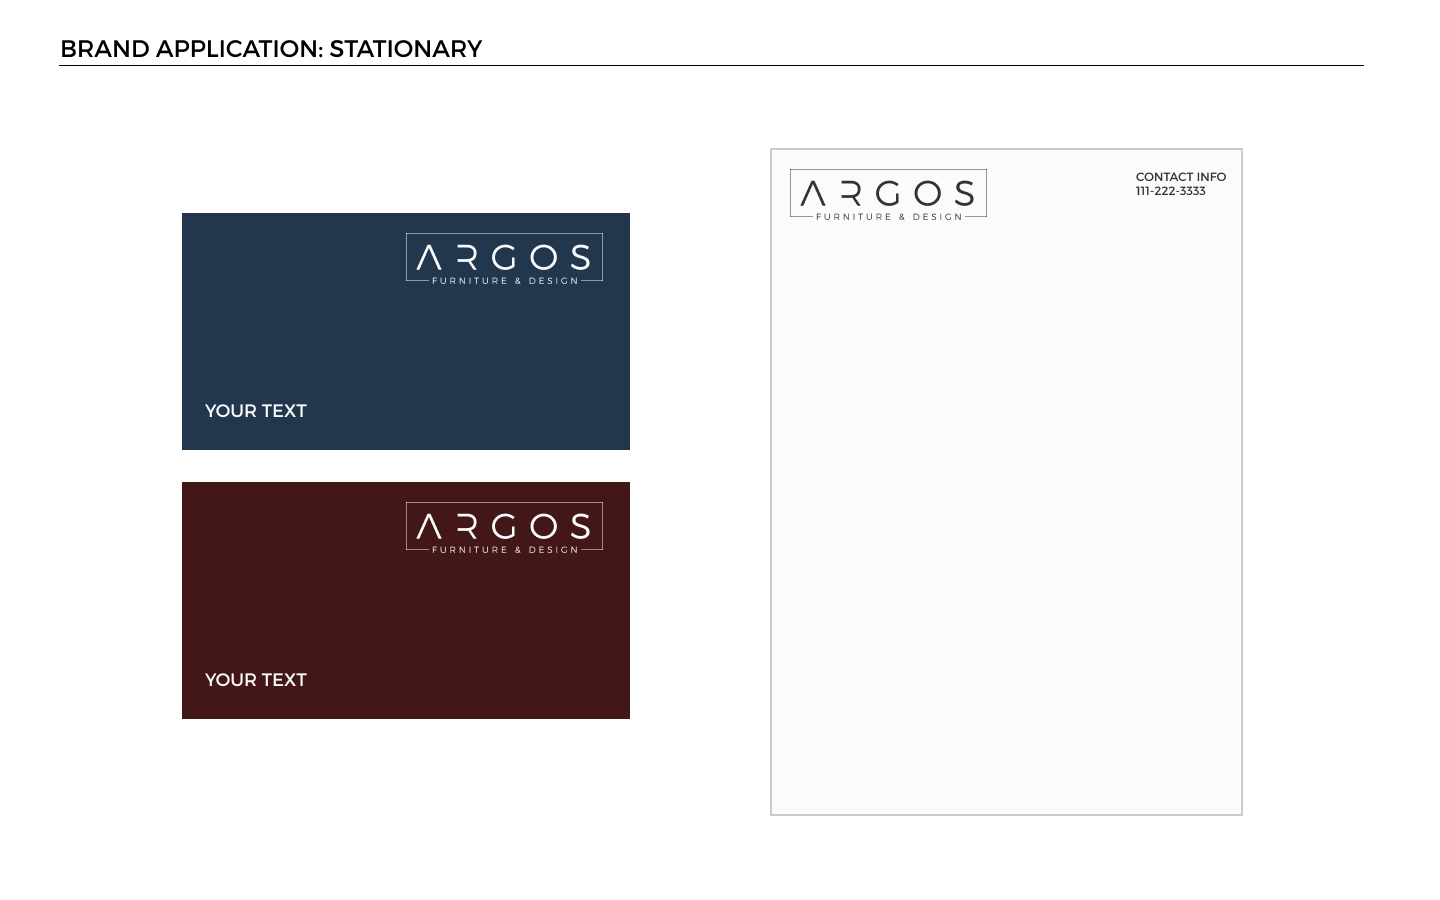 BRAND APPLICATION: STATIONARY
ARGOS
FURNITURE & DESIGN
YOUR TEXT
ARGOS
FURNITURE & DESIGN
YOUR TEXT
ARGOS
FURNITURE & DESIGN
CONTACT INFO
111-222-3333